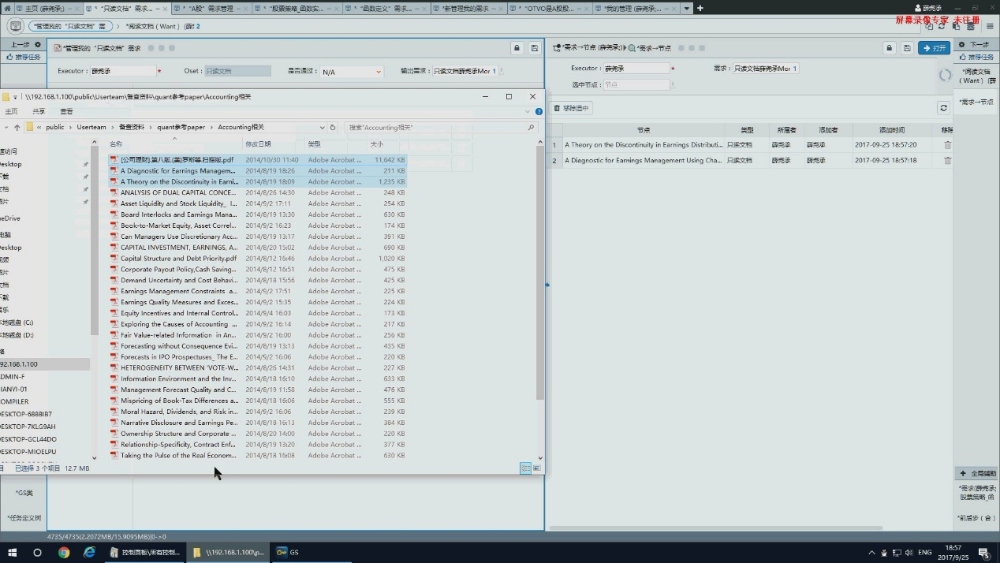 主页 (薛尧承;)
* "只读文档" 需求...
* "A股" 需求管理
* "股票策略_函数实...
* "函数定义" 需求...
*新管理我的需求
* "OTVO是A股股...
*我的管理 (薛尧承;...
薛尧承
屏幕录像专家 未注册
*管理我的 "只读文档" 需
*阅读文档 ( Want ) (薛!
2
上一步
推荐任务
*管理我的 "只读文档" 需求
Executor : 薛尧承 *
Oset : 只读文档
是否通过 : N/A
输出需求 : 只读文档薛尧承Mor 1
*需求→节点 (薛尧承;)
*需求→节点
打开
下一步
推荐任务
Executor : 薛尧承 *
需求 : 只读文档薛尧承Mor 1
选中节点 : 节点
*阅读文档
( Want ) (薛
*需求→节点
移除选中
节点 类型 所属者 添加者 添加时间 移除
1 A Theory on the Discontinuity in Earnings Distributi... 只读文档 薛尧承 薛尧承 2017-09-25 18:57:20
2 A Diagnostic for Earnings Management Using Cha... 只读文档 薛尧承 薛尧承 2017-09-25 18:57:18
\\192.168.1.100\public\Userteam\备查资料\quant参考paper\Accounting相关
主页 共享 查看
« public › Userteam › 备查资料 › quant参考paper › Accounting相关
搜索"Accounting相关"
名称 修改日期 类型 大小
[公司理财].第八版.(美)罗斯等.扫描版.pdf 2014/10/30 11:40 Adobe Acrobat ... 11,642 KB
A Diagnostic for Earnings Managem... 2014/8/19 18:26 Adobe Acrobat ... 211 KB
A Theory on the Discontinuity in Earni... 2014/8/19 18:09 Adobe Acrobat ... 1,235 KB
ANALYSIS OF DUAL CAPITAL CONCE... 2014/8/26 14:30 Adobe Acrobat ... 248 KB
Asset Liquidity and Stock Liquidity_ I... 2014/9/2 17:11 Adobe Acrobat ... 254 KB
Board Interlocks and Earnings Mana... 2014/8/19 13:30 Adobe Acrobat ... 630 KB
Book-to-Market Equity, Asset Correl... 2014/9/2 16:23 Adobe Acrobat ... 174 KB
Can Managers Use Discretionary Acc... 2014/8/19 13:17 Adobe Acrobat ... 391 KB
CAPITAL INVESTMENT, EARNINGS, A... 2014/8/20 15:02 Adobe Acrobat ... 690 KB
Capital Structure and Debt Priority.pdf 2014/8/12 16:46 Adobe Acrobat ... 1,020 KB
Corporate Payout Policy,Cash Saving... 2014/8/12 16:51 Adobe Acrobat ... 475 KB
Demand Uncertainty and Cost Behavi... 2014/8/18 15:56 Adobe Acrobat ... 425 KB
Earnings Management Constraints a... 2014/9/2 17:51 Adobe Acrobat ... 225 KB
Earnings Quality Measures and Exces... 2014/9/2 15:35 Adobe Acrobat ... 224 KB
Equity Incentives and Internal Control... 2014/9/4 16:03 Adobe Acrobat ... 173 KB
Exploring the Causes of Accounting ... 2014/9/2 16:14 Adobe Acrobat ... 217 KB
Fair Value-related Information in An... 2014/9/2 16:00 Adobe Acrobat ... 256 KB
Forecasting without Consequence Evi... 2014/8/19 13:13 Adobe Acrobat ... 435 KB
Forecasts in IPO Prospectuses_ The E... 2014/9/2 16:06 Adobe Acrobat ... 220 KB
HETEROGENEITY BETWEEN 'VOTE-W... 2014/8/26 14:31 Adobe Acrobat ... 227 KB
Information Environment and the Inv... 2014/8/18 16:10 Adobe Acrobat ... 633 KB
Management Forecast Quality and C... 2014/8/19 11:58 Adobe Acrobat ... 476 KB
Mispricing of Book-Tax Differences a... 2014/8/18 16:06 Adobe Acrobat ... 555 KB
Moral Hazard, Dividends, and Risk in... 2014/9/2 16:06 Adobe Acrobat ... 239 KB
Narrative Disclosure and Earnings Pe... 2014/8/18 16:13 Adobe Acrobat ... 384 KB
Ownership Structure and Corporate ... 2014/8/20 14:00 Adobe Acrobat ... 220 KB
Relationship-Specificity, Contract Enf... 2014/8/19 13:20 Adobe Acrobat ... 377 KB
Taking the Pulse of the Real Econom... 2014/8/18 16:08 Adobe Acrobat ... 630 KB
速访问
Desktop
下载
文档
图片
neDrive
电脑
Desktop
视频
图片
文档
下载
音乐
本地磁盘 (C:)
本地磁盘 (D:)
络
92.168.1.100
ADMIN-F
IANYI-01
COMPILER
DESKTOP-6888IB7
DESKTOP-7KLG9AH
DESKTOP-GCL44DO
DESKTOP-MIOELPU
目 已选择 3 个项目 12.7 MB
*GS类
*任务定义树
全局辅助
*需求(薛尧承;
股票策略_函
*前后步 ( 合 )
4735/4735(2.2072MB/15.9095MB)|0->0
控制面板\所有控制...
\\192.168.1.100\p...
GS
ENG
18:57
2017/9/25
5